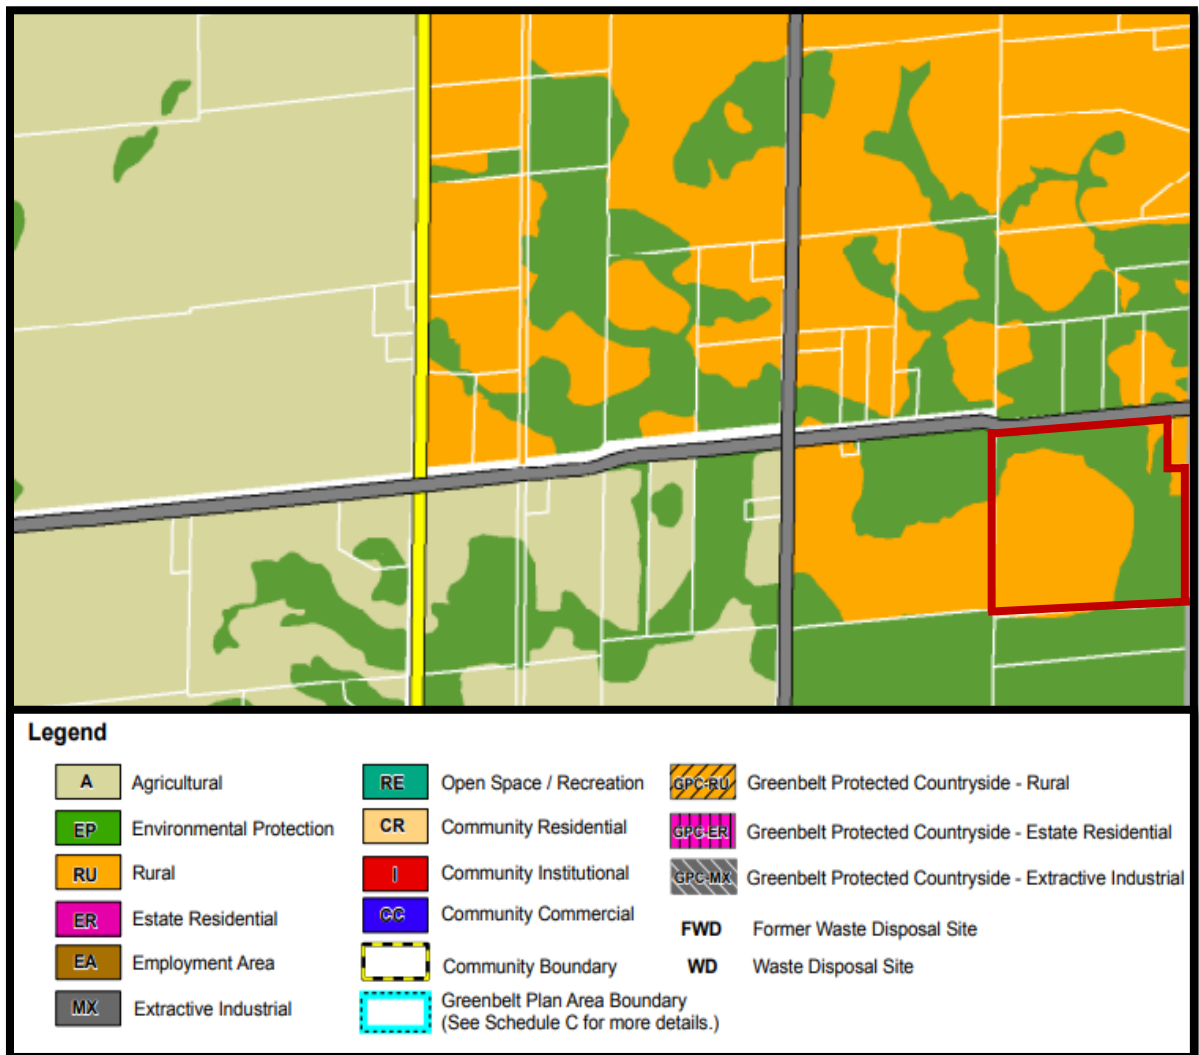 Legend
A Agricultural
EP Environmental Protection
RU Rural
ER Estate Residential
EA Employment Area
MX Extractive Industrial
RE Open Space / Recreation
CR Community Residential
I Community Institutional
CC Community Commercial
Community Boundary
Greenbelt Plan Area Boundary
(See Schedule C for more details.)
GPC-RU Greenbelt Protected Countryside - Rural
GPC-ER Greenbelt Protected Countryside - Estate Residential
GPC-MX Greenbelt Protected Countryside - Extractive Industrial
FWD Former Waste Disposal Site
WD Waste Disposal Site